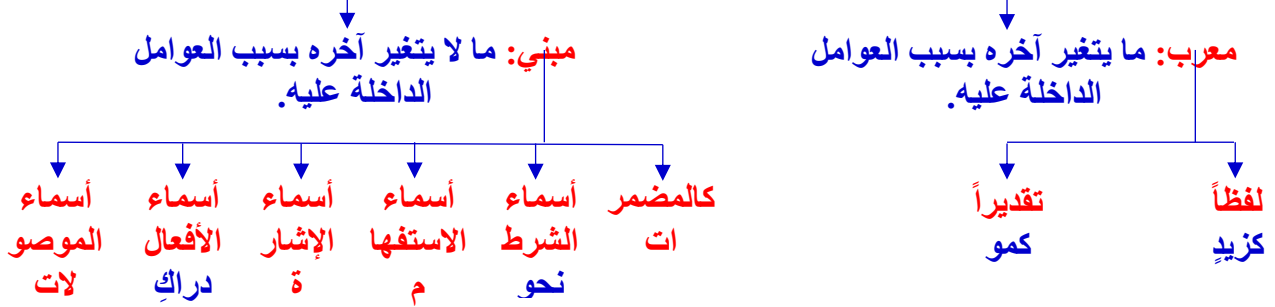 معرب: ما يتغير آخره بسبب العوامل
الداخلة عليه.
لفظاً
كزيدٍ
تقديراً
كمو
مبني: ما لا يتغير آخره بسبب العوامل
الداخلة عليه.
كالمضمر
ات
أسماء
الشرط
نحو
أسماء
الاستفها
م
أسماء
الإشار
ة
أسماء
الأفعال
دراكِ
أسماء
الموصو
لات